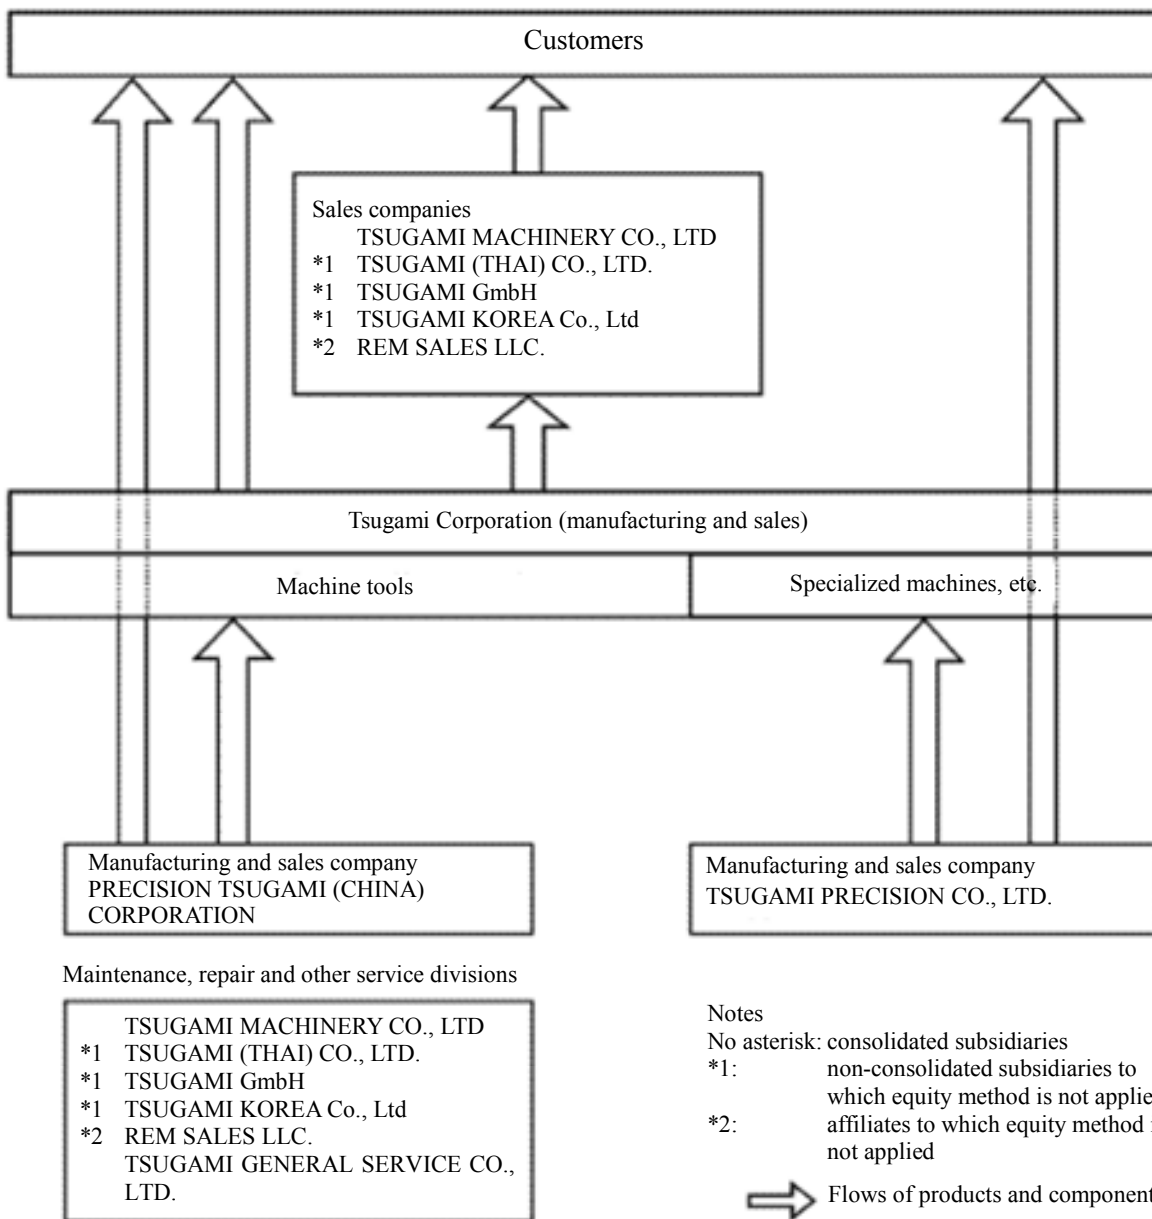 Customers
Sales companies
TSUGAMI MACHINERY CO., LTD
*1 TSUGAMI (THAI) CO., LTD.
*1 TSUGAMI GmbH
*1 TSUGAMI KOREA Co., Ltd
*2 REM SALES LLC.
Tsugami Corporation (manufacturing and sales)
Machine tools
Specialized machines, etc.
Manufacturing and sales company
PRECISION TSUGAMI (CHINA)
CORPORATION
Manufacturing and sales company
TSUGAMI PRECISION CO., LTD.
Maintenance, repair and other service divisions
TSUGAMI MACHINERY CO., LTD
*1 TSUGAMI (THAI) CO., LTD.
*1 TSUGAMI GmbH
*1 TSUGAMI KOREA Co., Ltd
*2 REM SALES LLC.
TSUGAMI GENERAL SERVICE CO.,
LTD.
Notes
No asterisk: consolidated subsidiaries
*1: non-consolidated subsidiaries to
which equity method is not applie
*2: affiliates to which equity method
not applied
Flows of products and component